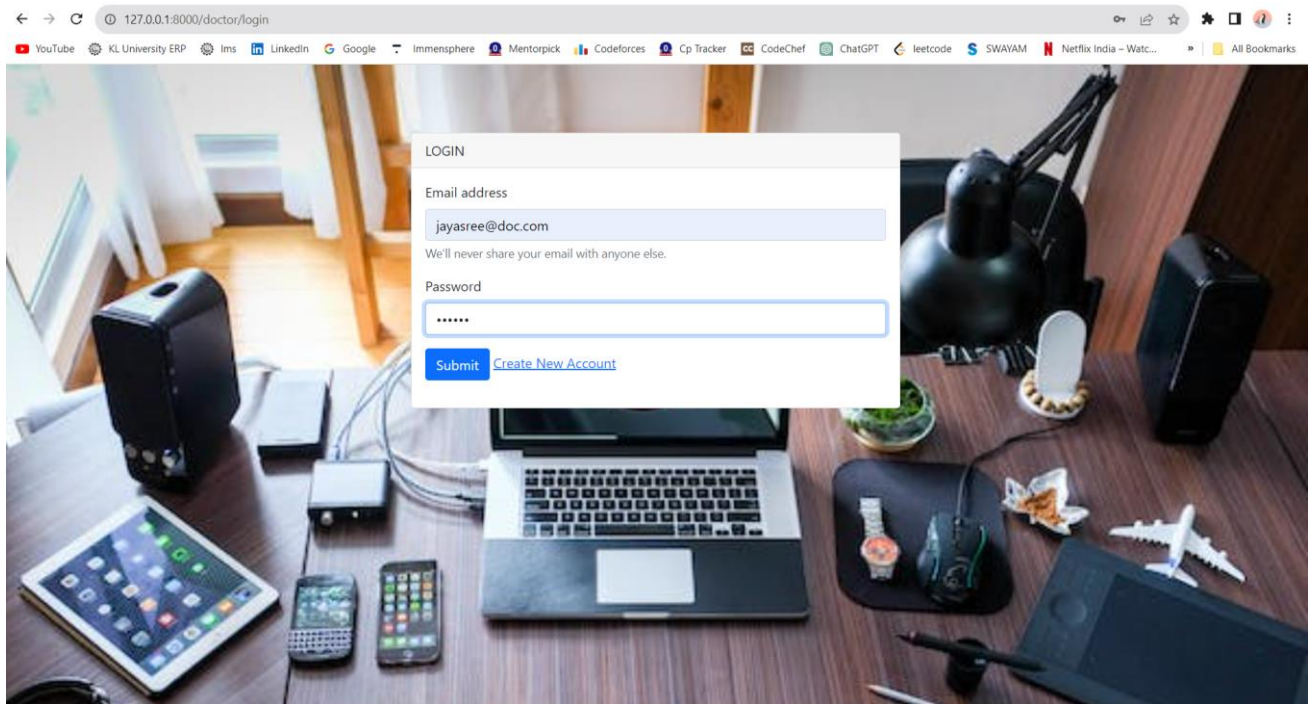 127.0.0.1:8000/doctor/login
YouTube KL University ERP Ims LinkedIn Google Immensphere Mentorpick Codeforces Cp Tracker CodeChef ChatGPT leetcode SWAYAM Netflix India – Watc... » All Bookmarks
LOGIN
Email address
jayasree@doc.com
We'll never share your email with anyone else.
Password
••••••
Submit Create New Account